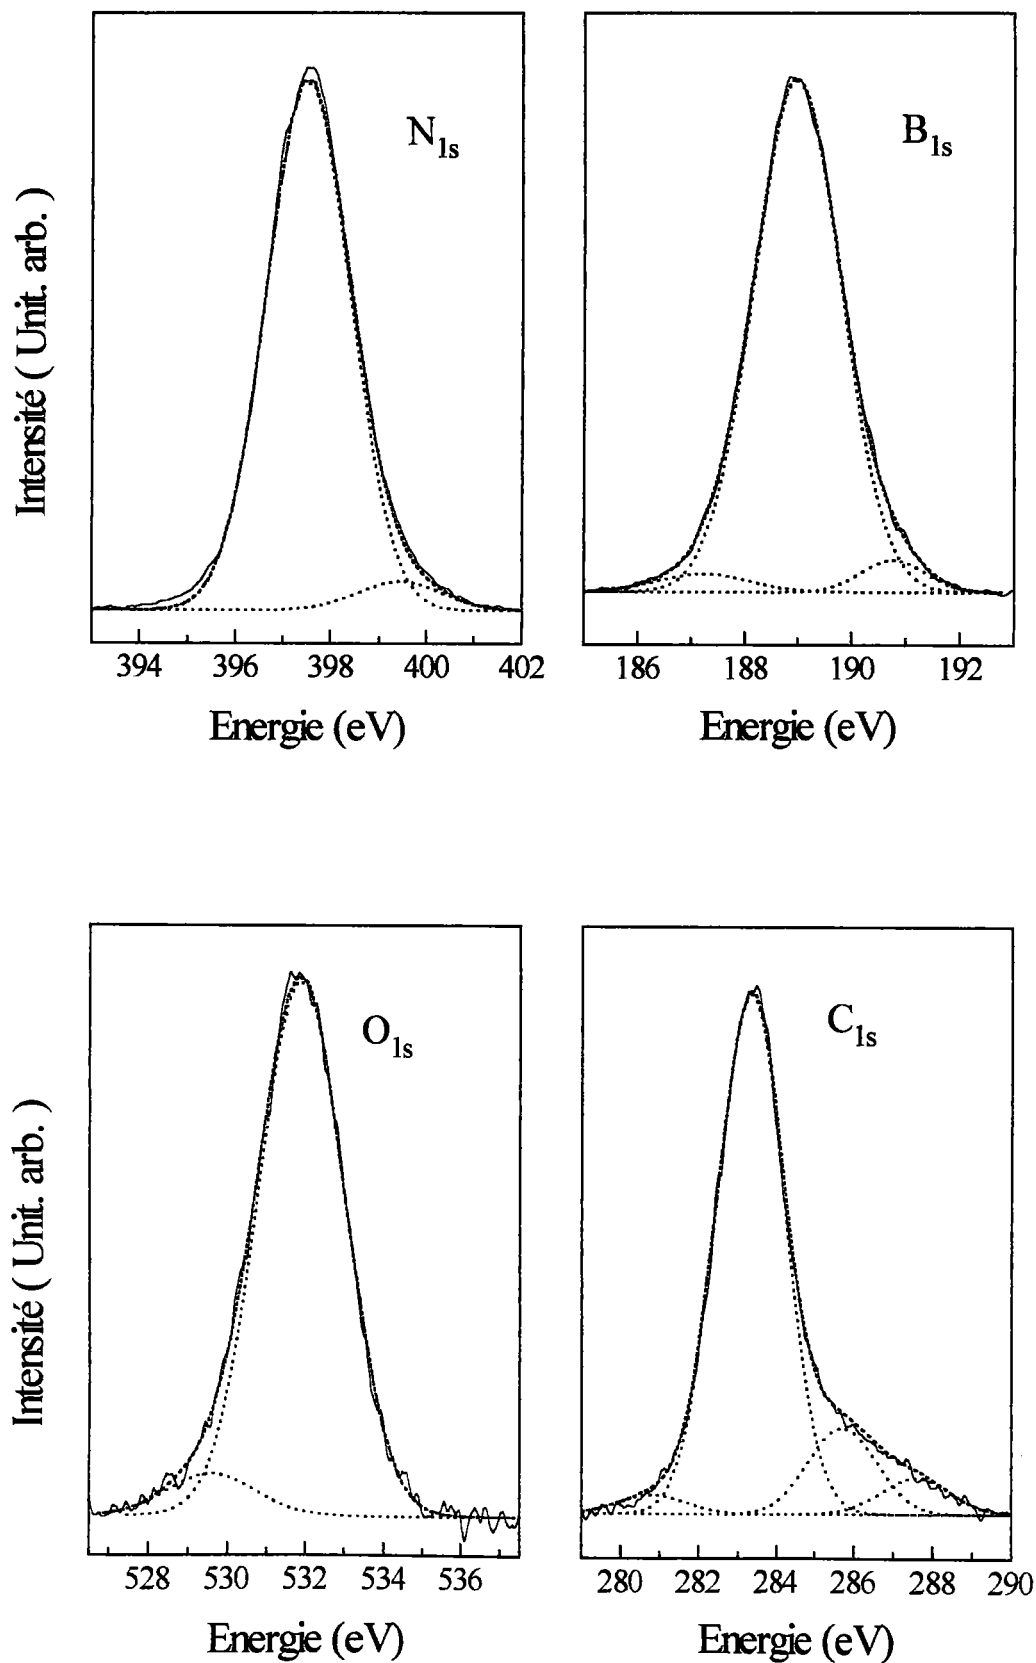 N1s
Intensité ( Unit. arb. )
394 396 398 400 402
Energie (eV)
B1s
186 188 190 192
Energie (eV)
O1s
Intensité ( Unit. arb. )
528 530 532 534 536
Energie (eV)
C1s
280 282 284 286 288 290
Energie (eV)